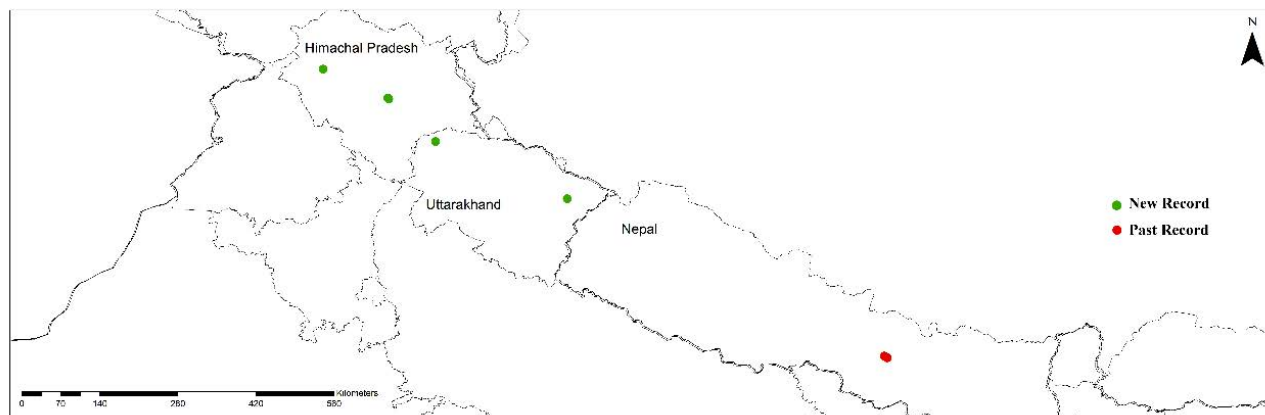 N
Himachal Pradesh
Uttarakhand
Nepal
New Record
Past Record
Kilometers
0 70 140 280 420 560